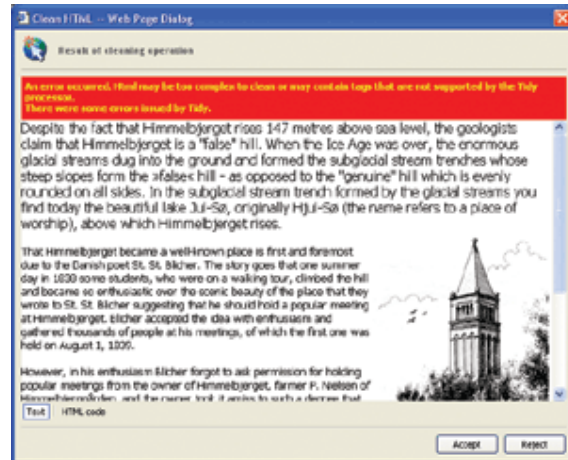 Clean HTML -- Web Page Dialog
Result of cleaning operation
An error occurred. Html may be too complex to clean or may contain tags that are not supported by the Tidy
processor.
There were some errors issued by Tidy.
Despite the fact that Himmelbjerget rises 147 metres above sea level, the geologists
claim that Himmelbjerget is a "false" hill. When the Ice Age was over, the enormous
glacial streams dug into the ground and formed the subglacial stream trenches whose
steep slopes form the »false« hill - as opposed to the "genuine" hill which is evenly
rounded on all sides. In the subglacial stream trench formed by the glacial streams you
find today the beautiful lake Jul-Sø, originally Hjul-Sø (the name refers to a place of
worship), above which Himmelbjerget rises.
That Himmelbjerget became a well-known place is first and foremost
due to the Danish poet St. St. Blicher. The story goes that one summer
day in 1838 some students, who were on a walking tour, climbed the hill
and became so enthusiastic over the scenic beauty of the place that they
wrote to St. St. Blicher suggesting that he should hold a popular meeting
at Himmelbjerget. Blicher accepted the idea with enthusiasm and
gathered thousands of people at his meetings, of which the first one was
held on August 1, 1839.
However, in his enthusiasm Blicher forgot to ask permission for holding
popular meetings from the owner of Himmelbjerget, farmer P. Nielsen of
Himmelbjerggården, and the owner took it amiss to such a degree that
Text HTML code
Accept Reject